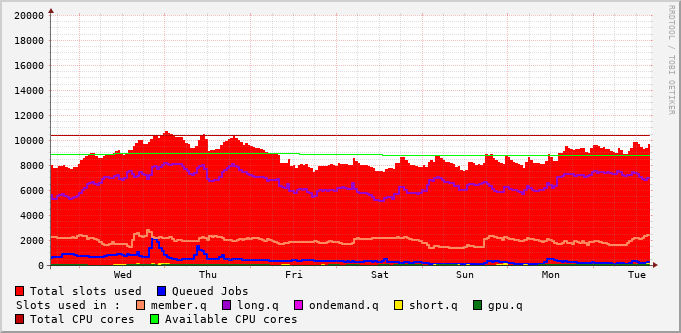 20000
18000
16000
14000
12000
10000
8000
6000
4000
2000
0
Wed Thu Fri Sat Sun Mon Tue
RRDTOOL / TOBI OETIKER
Total slots used Queued Jobs
Slots used in : member.q long.q ondemand.q short.q gpu.q
Total CPU cores Available CPU cores